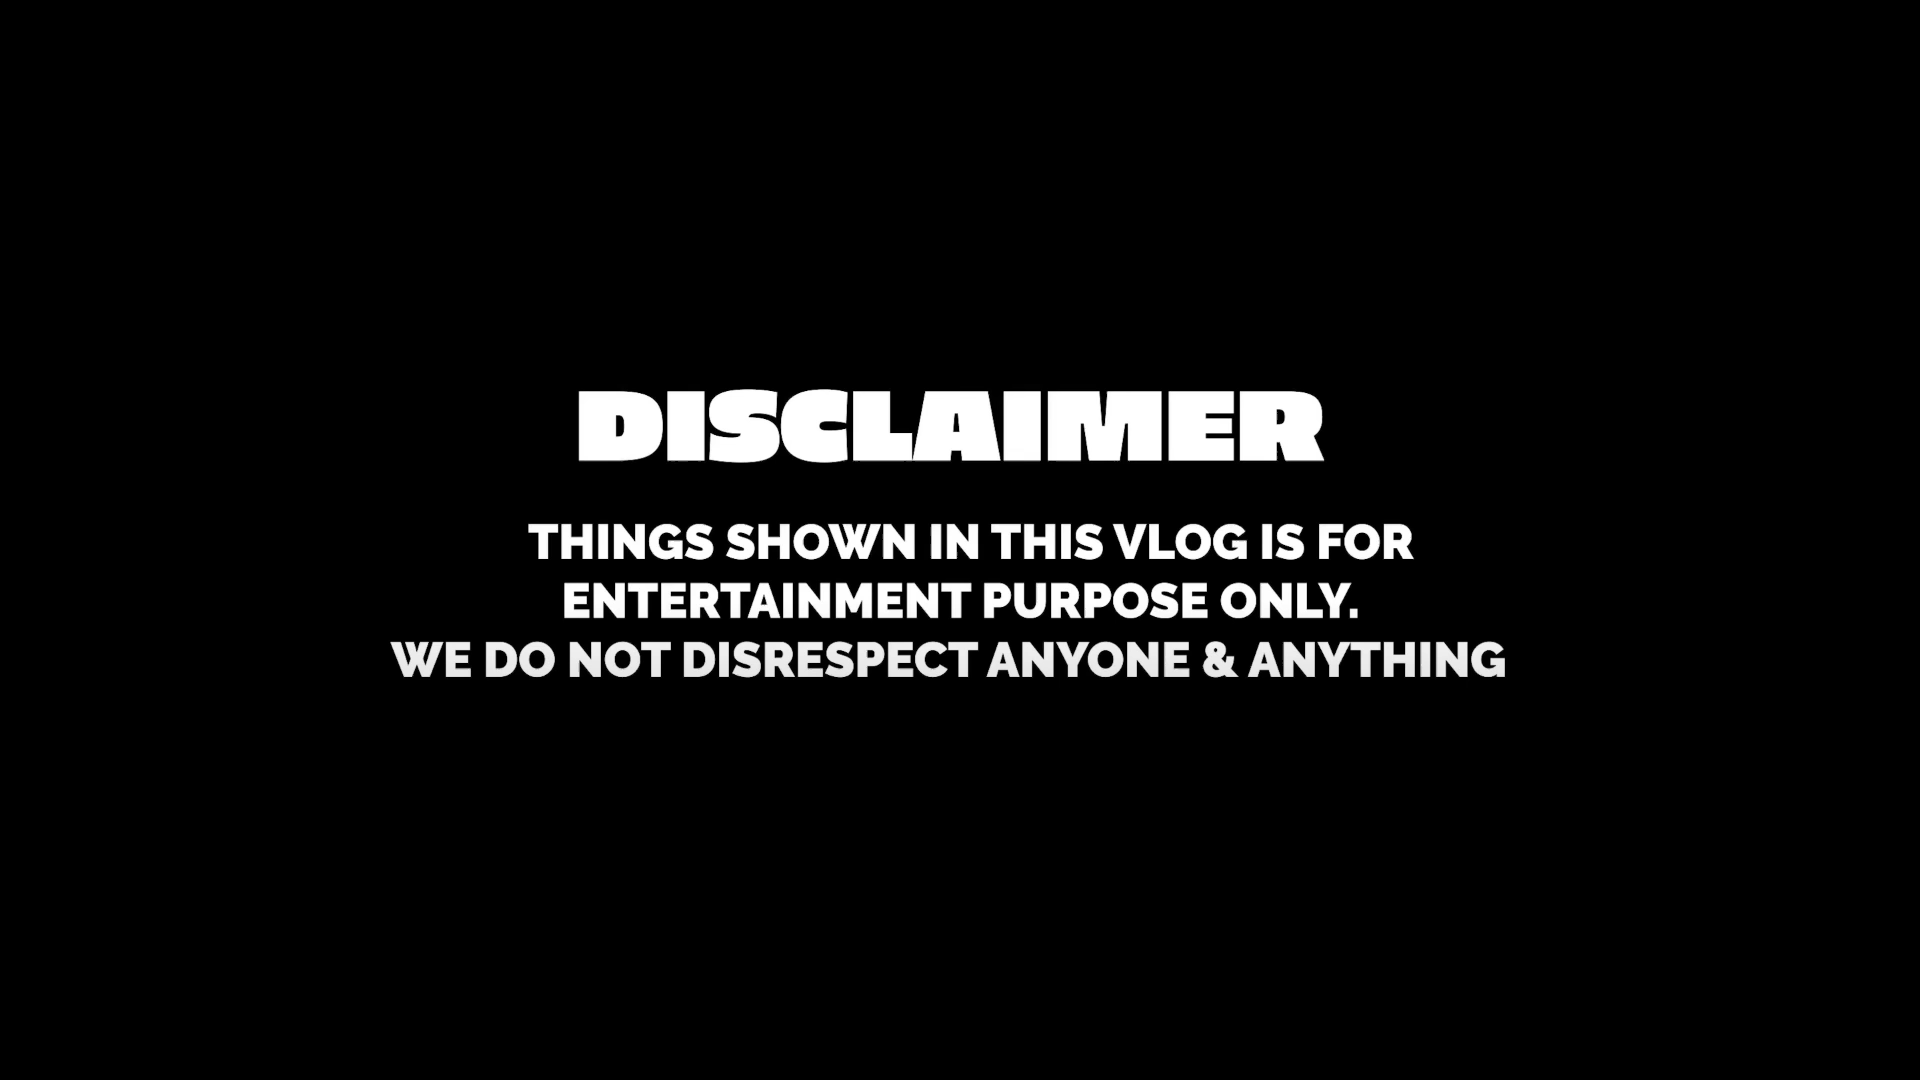 DISCLAIMER
THINGS SHOWN IN THIS VLOG IS FOR
ENTERTAINMENT PURPOSE ONLY.
WE DO NOT DISRESPECT ANYONE & ANYTHING